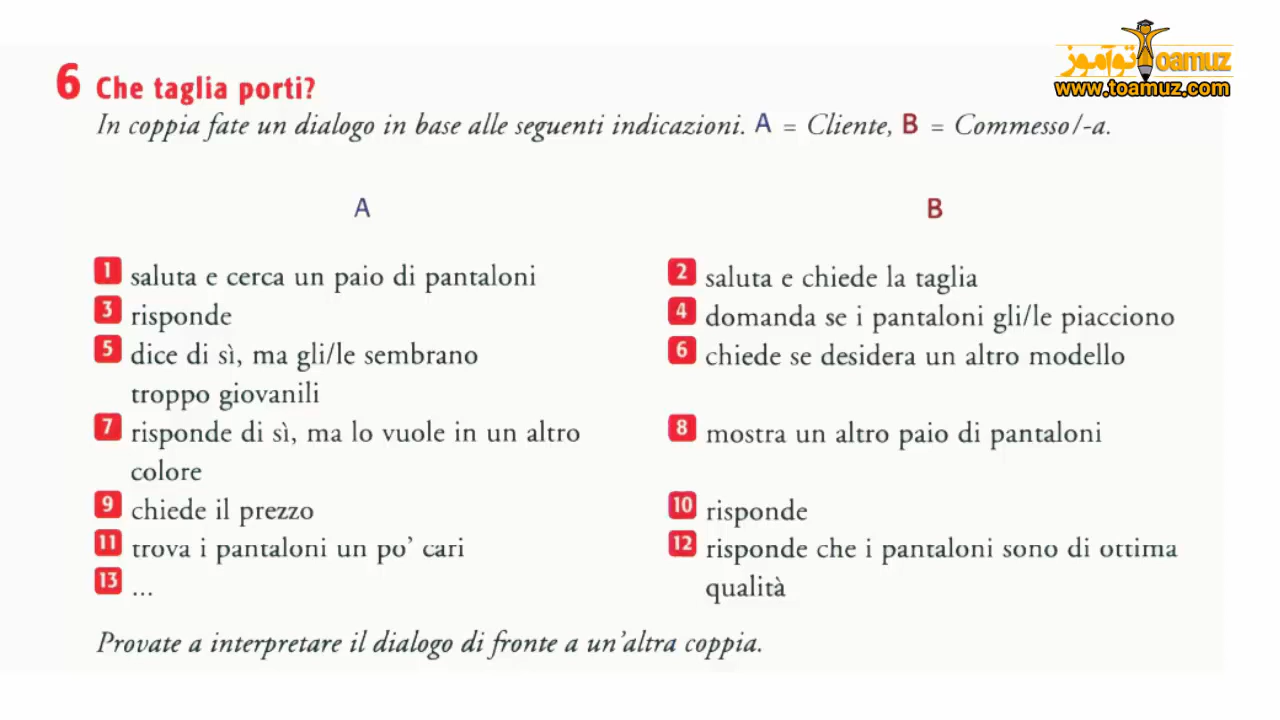 توآموز Toamuz
www.toamuz.com
6 Che taglia porti?
In coppia fate un dialogo in base alle seguenti indicazioni. A = Cliente, B = Commesso/-a.
A
B
1 saluta e cerca un paio di pantaloni
2 saluta e chiede la taglia
3 risponde
4 domanda se i pantaloni gli/le piacciono
5 dice di sì, ma gli/le sembrano
troppo giovanili
6 chiede se desidera un altro modello
7 risponde di sì, ma lo vuole in un altro
colore
8 mostra un altro paio di pantaloni
9 chiede il prezzo
10 risponde
11 trova i pantaloni un po’ cari
12 risponde che i pantaloni sono di ottima
qualità
13 ...
Provate a interpretare il dialogo di fronte a un’altra coppia.